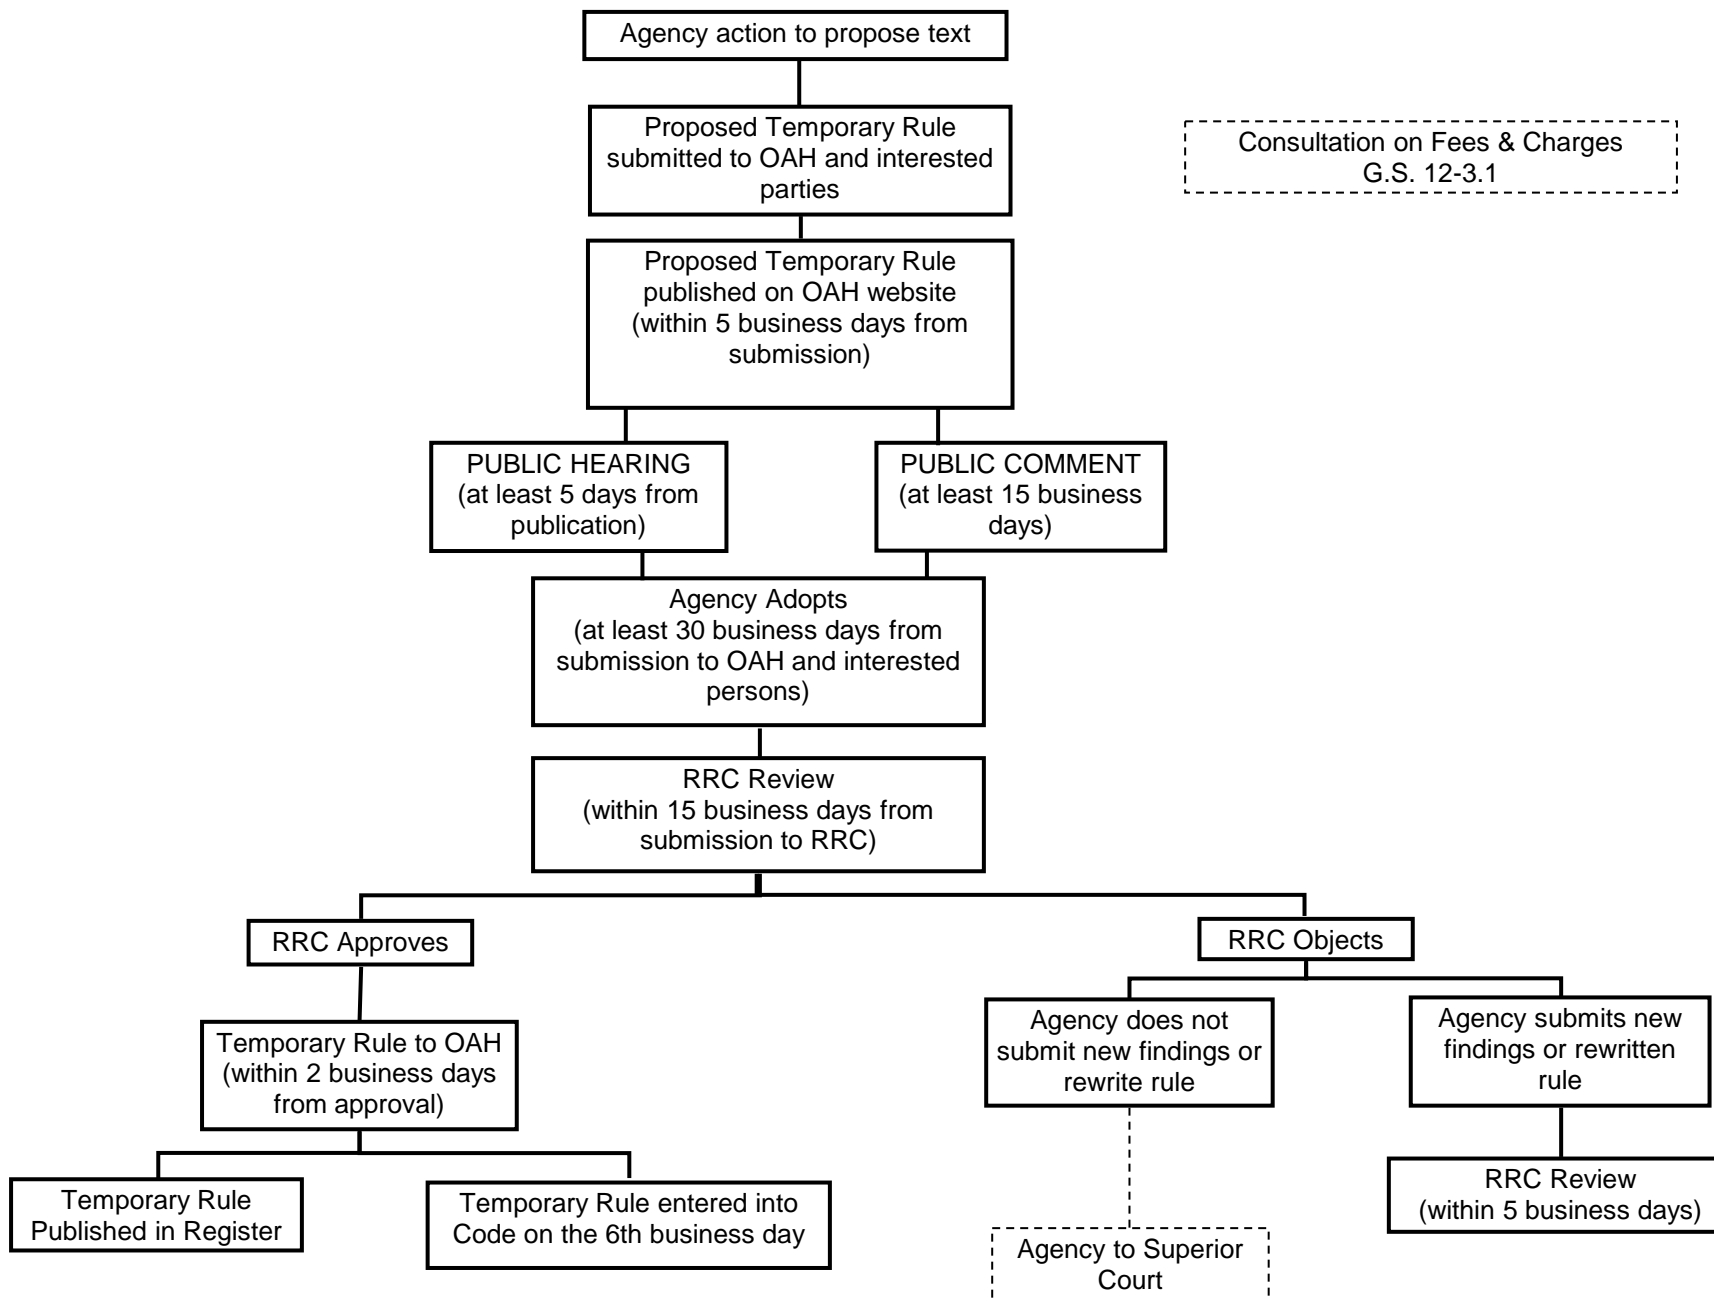 Agency action to propose text
Proposed Temporary Rule
submitted to OAH and interested
parties
Consultation on Fees & Charges
G.S. 12-3.1
Proposed Temporary Rule
published on OAH website
(within 5 business days from
submission)
PUBLIC HEARING
(at least 5 days from
publication)
PUBLIC COMMENT
(at least 15 business
days)
Agency Adopts
(at least 30 business days from
submission to OAH and interested
persons)
RRC Review
(within 15 business days from
submission to RRC)
RRC Approves
RRC Objects
Temporary Rule to OAH
(within 2 business days
from approval)
Agency does not
submit new findings or
rewrite rule
Agency submits new
findings or rewritten
rule
Temporary Rule
Published in Register
Temporary Rule entered into
Code on the 6th business day
RRC Review
(within 5 business days)
Agency to Superior
Court